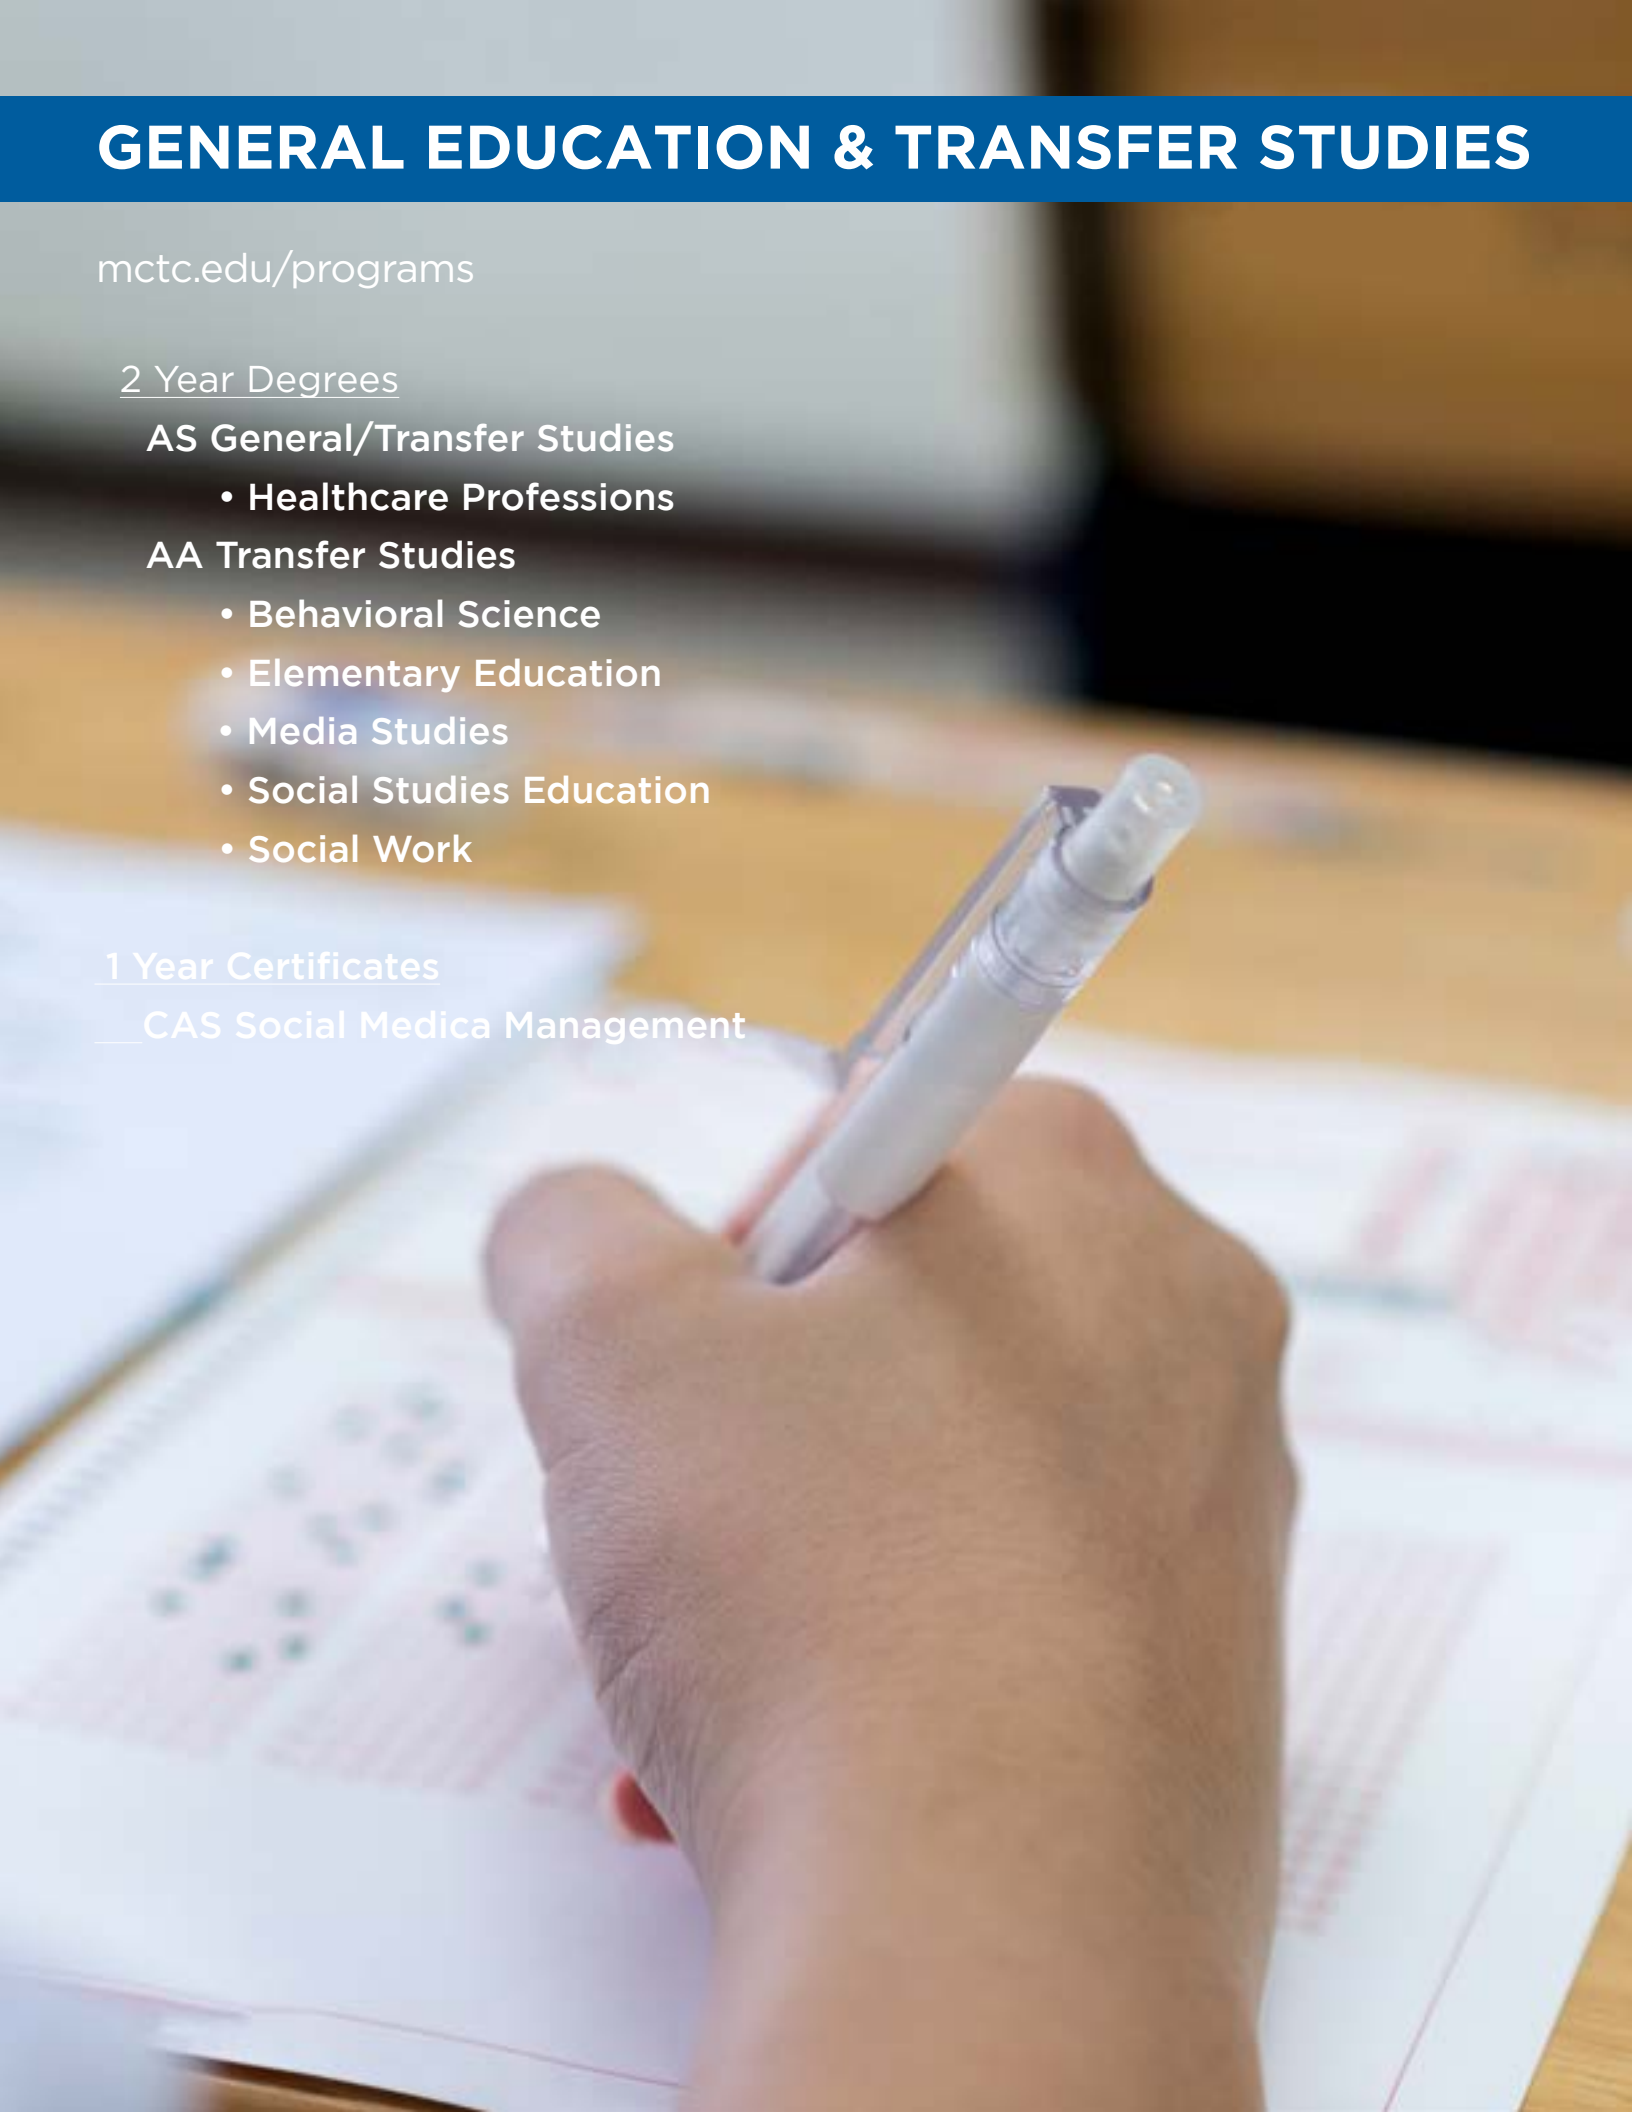 GENERAL EDUCATION & TRANSFER STUDIES
mctc.edu/programs
2 Year Degrees
AS General/Transfer Studies
• Healthcare Professions
AA Transfer Studies
• Behavioral Science
• Elementary Education
• Media Studies
• Social Studies Education
• Social Work
1 Year Certificates
CAS Social Medica Management